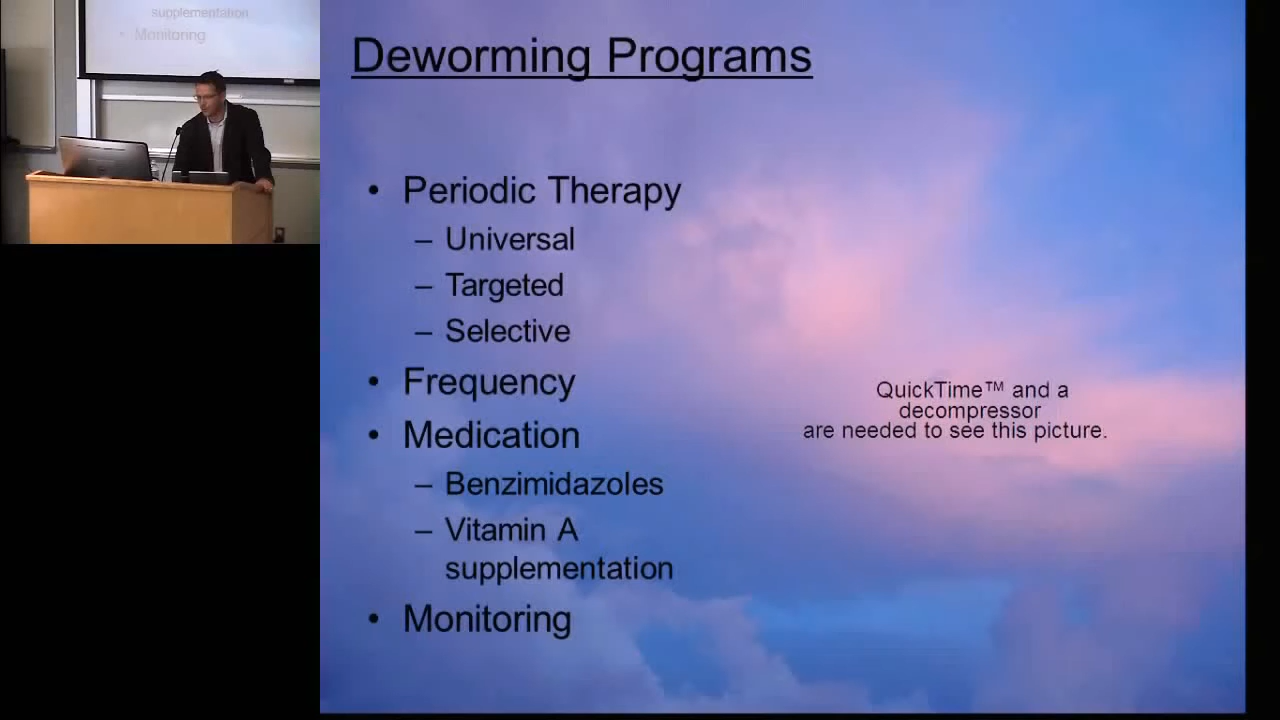 supplementation
• Monitoring
Deworming Programs
• Periodic Therapy
– Universal
– Targeted
– Selective
• Frequency
• Medication
– Benzimidazoles
– Vitamin A
supplementation
• Monitoring
QuickTime™ and a
decompressor
are needed to see this picture.